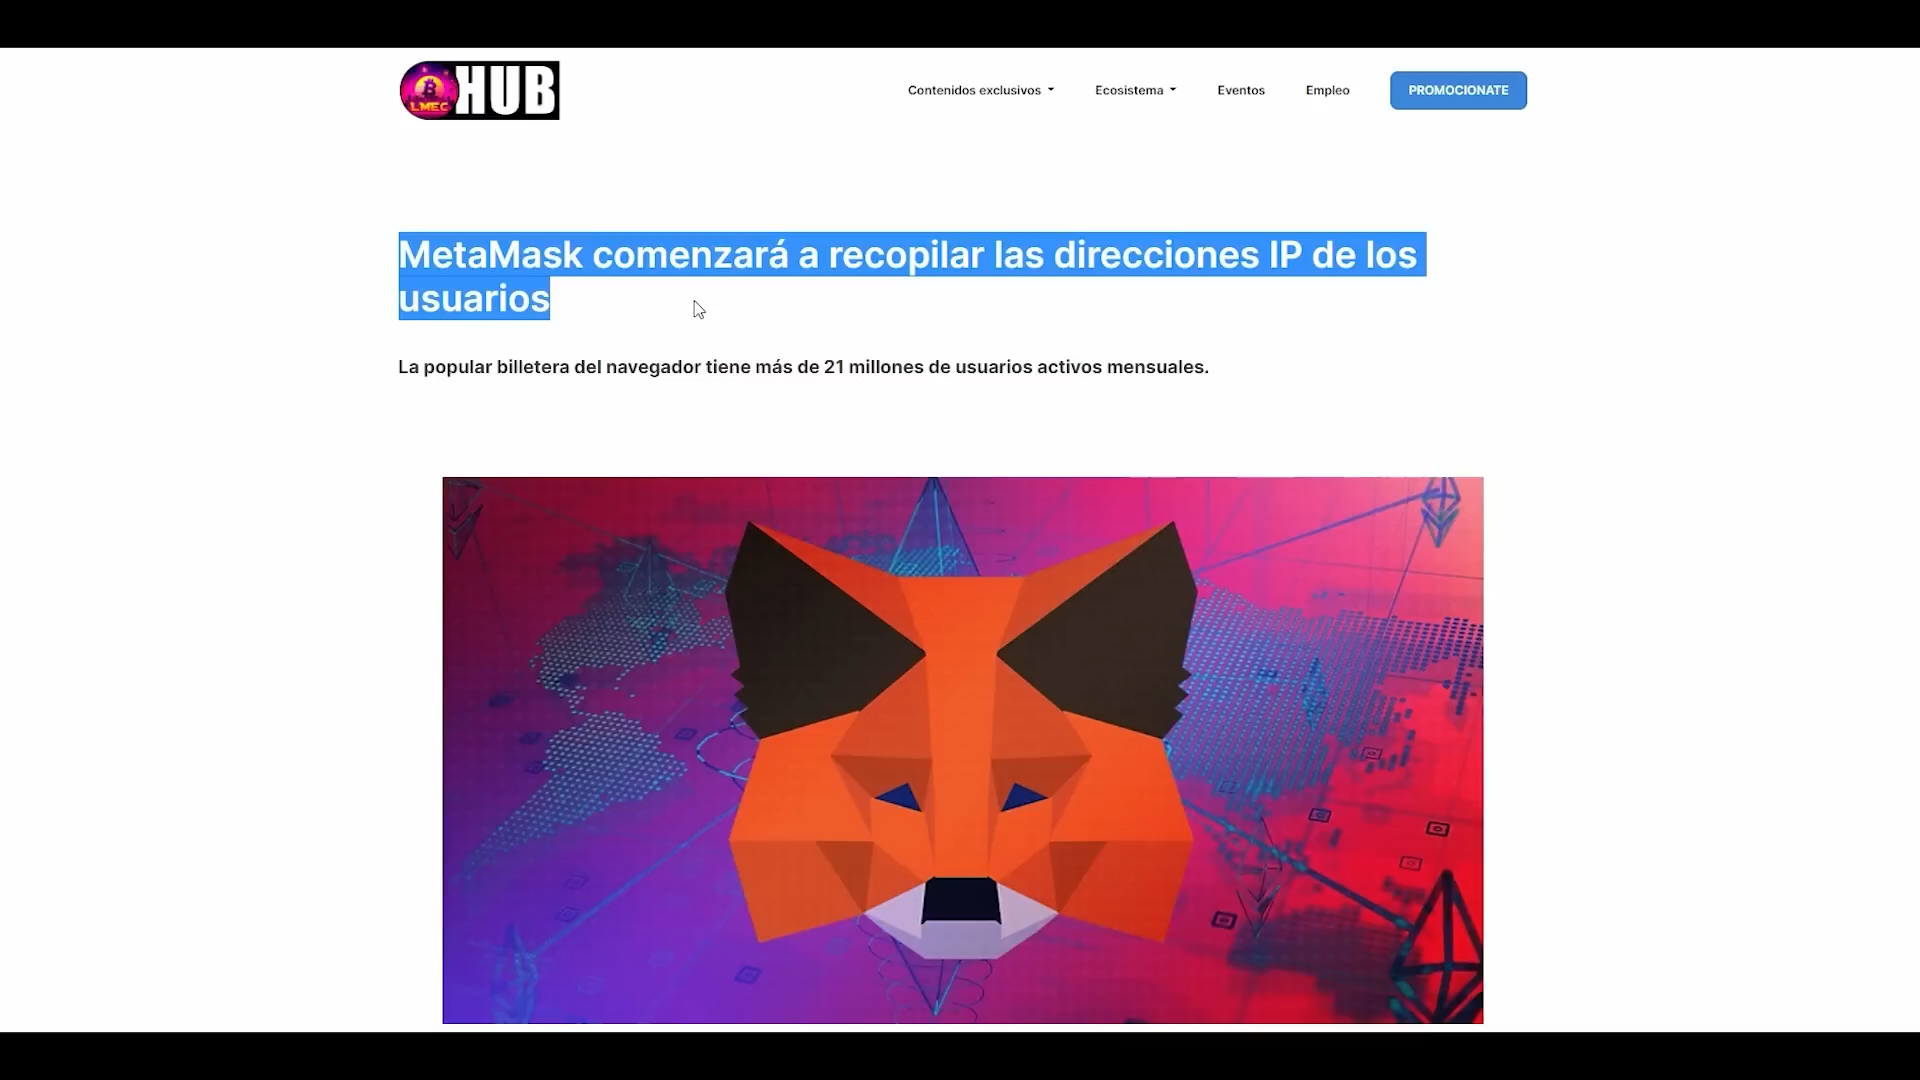 LMEC HUB
Contenidos exclusivos
Ecosistema
Eventos
Empleo
PROMOCIONATE
MetaMask comenzará a recopilar las direcciones IP de los
usuarios
La popular billetera del navegador tiene más de 21 millones de usuarios activos mensuales.